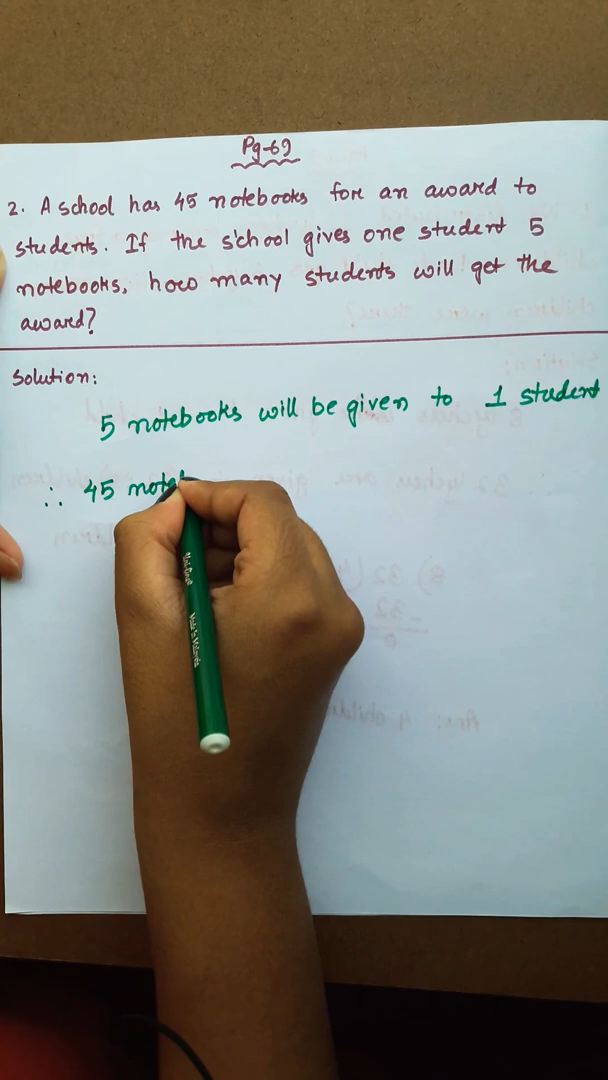 Pg-69
2. A school has 45 notebooks for an award to
students. If the school gives one student 5
notebooks, how many students will get the
award?
Solution:
5 notebooks will be given to 1 student
∴ 45 note